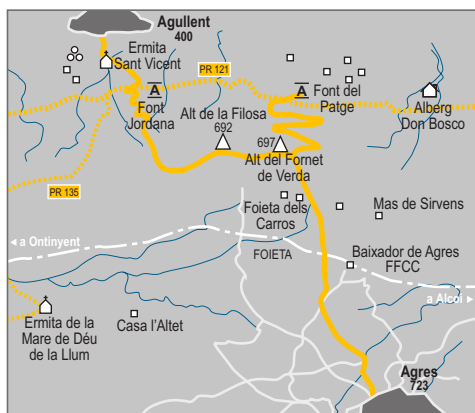 Agullent
400
Ermita
Sant Vicent
PR 121
A
Font
Jordana
A
Font del
Patge
Alberg
Don Bosco
Alt de la Filosa
692
697
Alt del Fornet
de Verda
PR 135
Foieta dels
Carros
Mas de Sirvens
a Ontinyent
FOIETA
Baixador de Agres
FFCC
a Alcoi
Ermita de la
Mare de Déu
de la Llum
Casa l'Altet
Agres
723